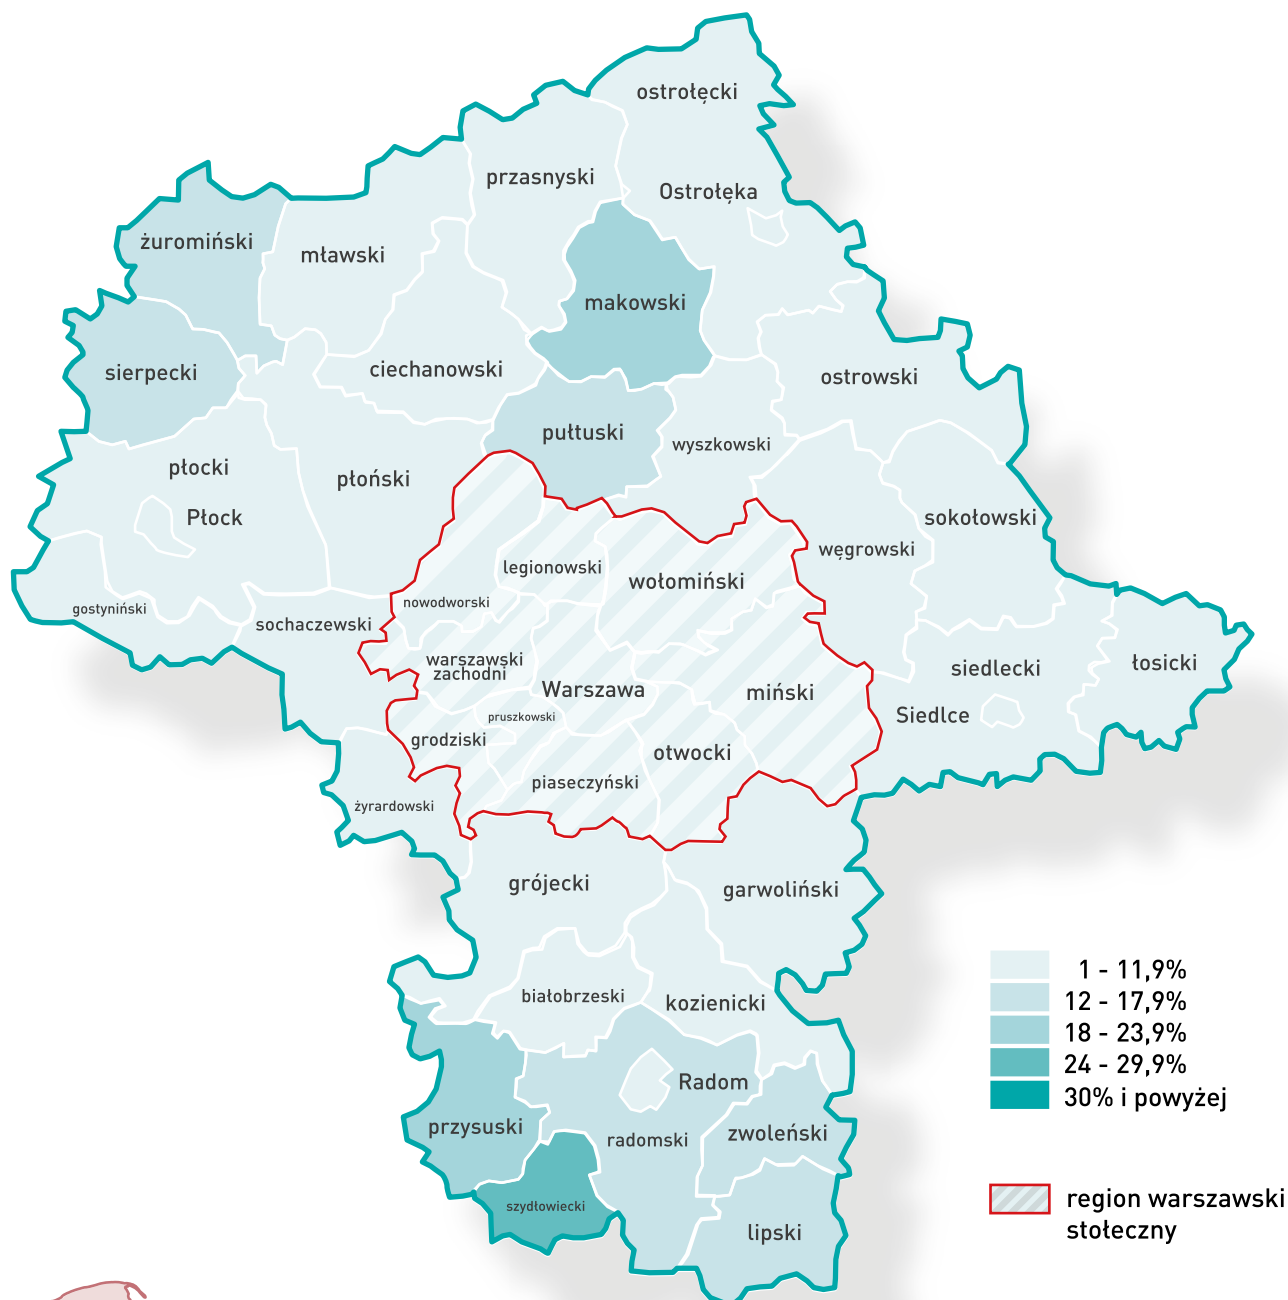 ostrołęcki
przasnyski
Ostrołęka
żuromiński
mławski
makowski
sierpecki
ciechanowski
ostrowski
pułtuski
wyszkowski
płocki
płoński
Płock
sokołowski
węgrowski
legionowski
wołomiński
nowodworski
gostyniński
sochaczewski
warszawski
zachodni
siedlecki
łosicki
Warszawa
miński
Siedlce
pruszkowski
grodziski
otwocki
piaseczyński
żyrardowski
grójecki
garwoliński
białobrzeski
kozienicki
Radom
przysuski
radomski
zwoleński
szydłowiecki
lipski
1 - 11,9%
12 - 17,9%
18 - 23,9%
24 - 29,9%
30% i powyżej
region warszawski
stołeczny